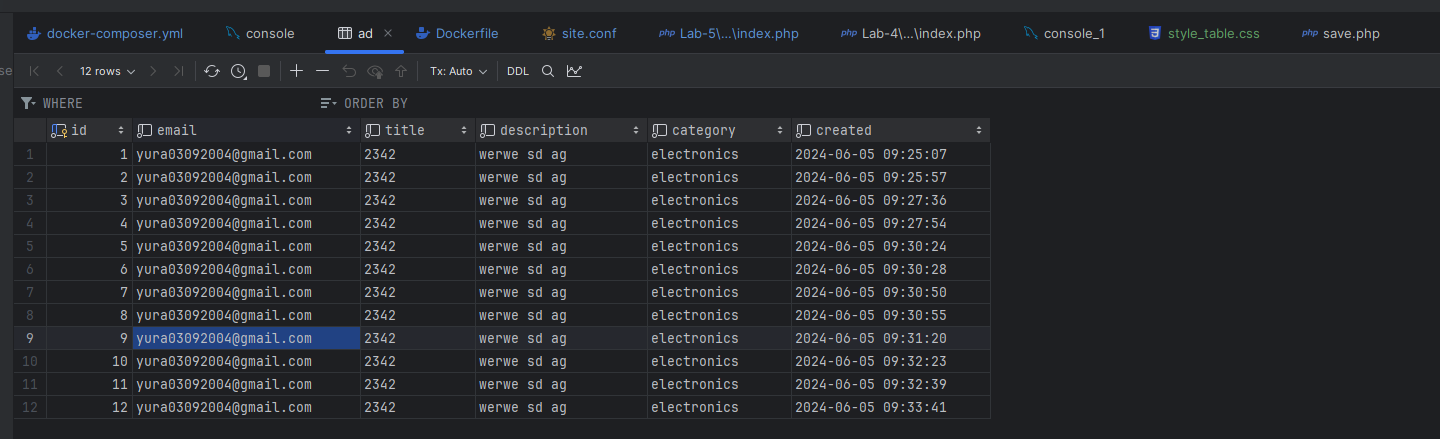 docker-composer.yml console ad Dockerfile site.conf php Lab-5\...\index.php php Lab-4\...\index.php console_1 style_table.css php save.php
se 12 rows Tx: Auto DDL
WHERE ORDER BY
id email title description category created
1 1 yura03092004@gmail.com 2342 werwe sd ag electronics 2024-06-05 09:25:07
2 2 yura03092004@gmail.com 2342 werwe sd ag electronics 2024-06-05 09:25:57
3 3 yura03092004@gmail.com 2342 werwe sd ag electronics 2024-06-05 09:27:36
4 4 yura03092004@gmail.com 2342 werwe sd ag electronics 2024-06-05 09:27:54
5 5 yura03092004@gmail.com 2342 werwe sd ag electronics 2024-06-05 09:30:24
6 6 yura03092004@gmail.com 2342 werwe sd ag electronics 2024-06-05 09:30:28
7 7 yura03092004@gmail.com 2342 werwe sd ag electronics 2024-06-05 09:30:50
8 8 yura03092004@gmail.com 2342 werwe sd ag electronics 2024-06-05 09:30:55
9 9 yura03092004@gmail.com 2342 werwe sd ag electronics 2024-06-05 09:31:20
10 10 yura03092004@gmail.com 2342 werwe sd ag electronics 2024-06-05 09:32:23
11 11 yura03092004@gmail.com 2342 werwe sd ag electronics 2024-06-05 09:32:39
12 12 yura03092004@gmail.com 2342 werwe sd ag electronics 2024-06-05 09:33:41